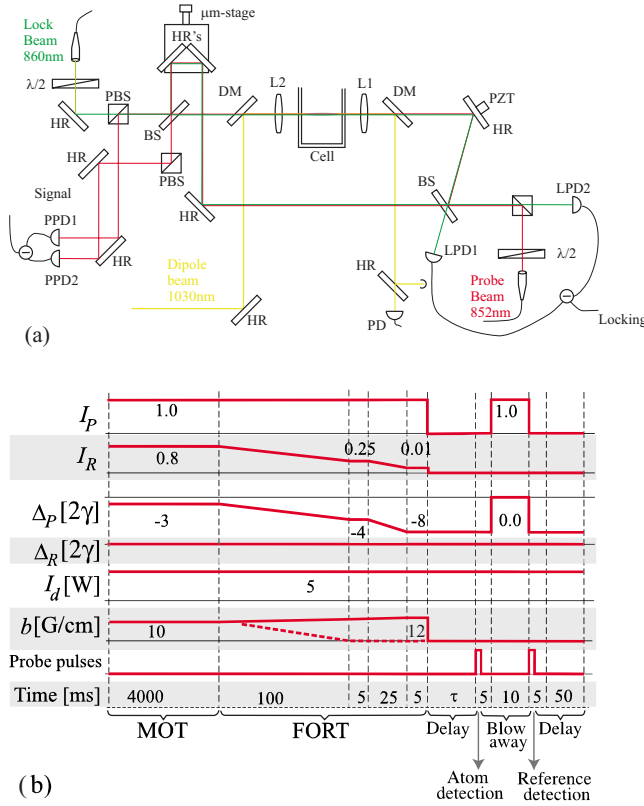 μm-stage
Lock
Beam
860nm
HR's
λ/2
DM
L2
L1
DM
PZT
PBS
HR
HR
BS
Cell
HR
PBS
BS
LPD2
Signal
HR
PPD1
LPD1
HR
Dipole
beam
1030nm
HR
λ/2
PPD2
Probe
Beam
852nm
Locking
HR
PD
(a)
I_P 1.0 1.0
I_R 0.8 0.25 0.01
Δ_P [2γ] -3 -4 -8 0.0
Δ_R [2γ]
I_d [W] 5
b [G/cm] 10 12
Probe pulses
Time [ms] 4000 100 5 25 5 τ 5 10 5 50
MOT FORT Delay Blow away Delay
Atom detection
Reference detection
(b)